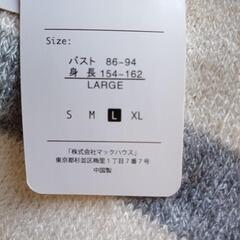 Size:
バスト 86-94
身 長 154-162
LARGE
S M L XL
「株式会社マックハウス」
東京都杉並区梅里1丁目7番7号
中国製